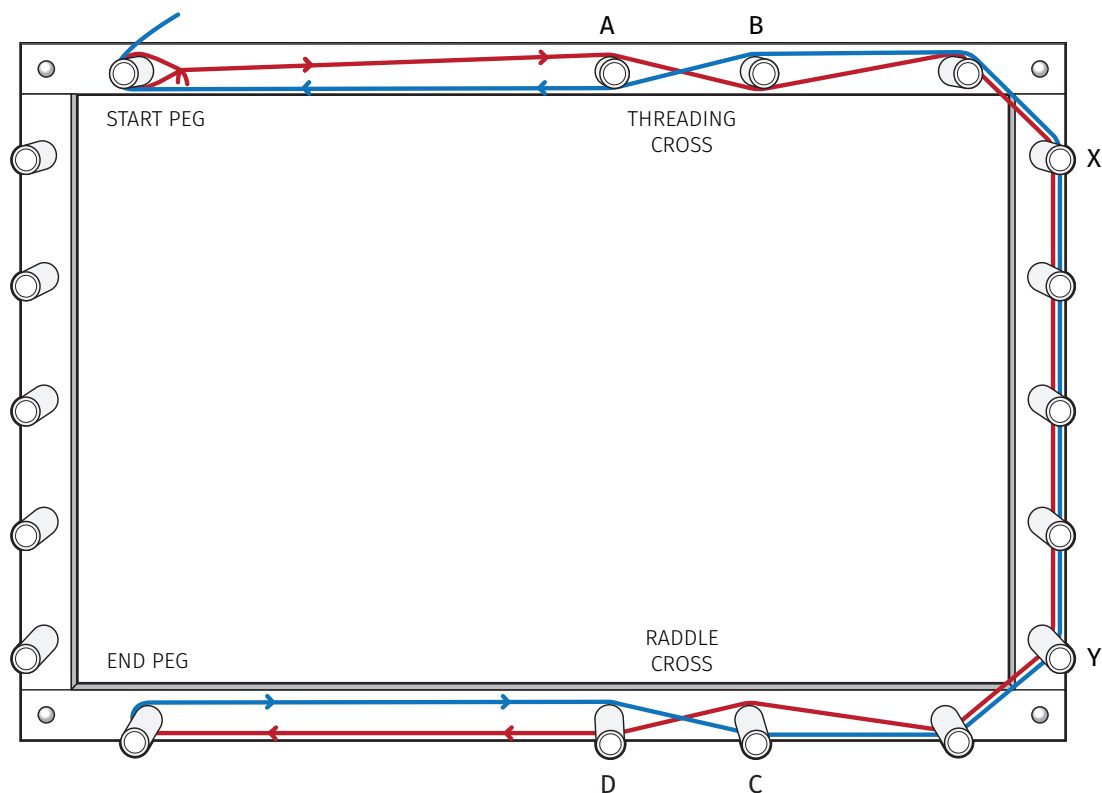 A
B
START PEG
THREADING
CROSS
X
RADDLE
CROSS
END PEG
Y
D
C